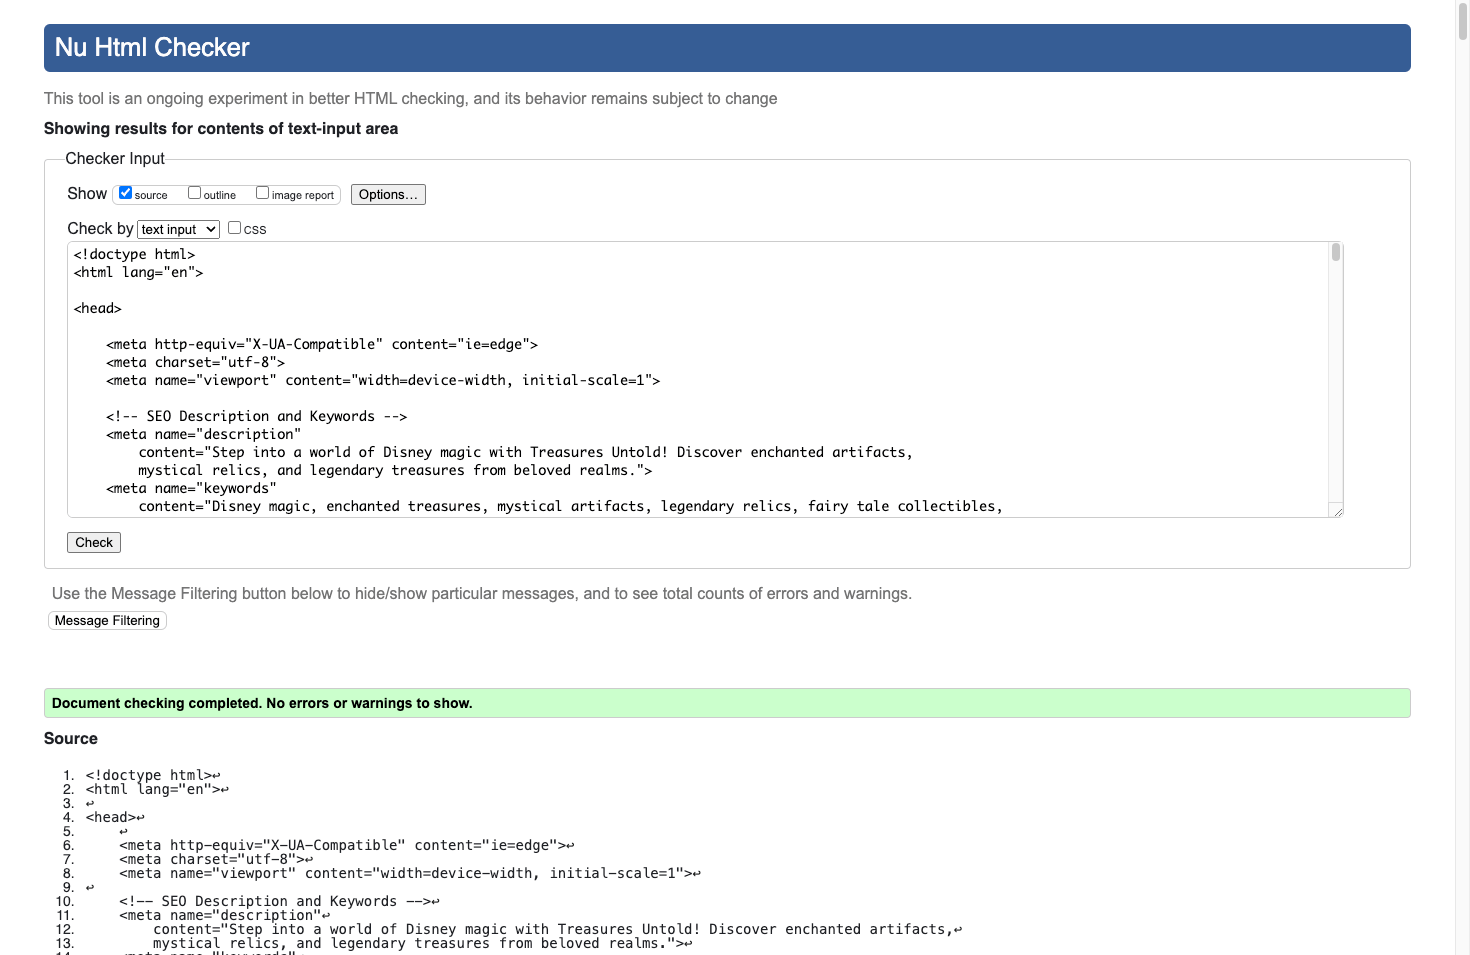 Nu Html Checker
This tool is an ongoing experiment in better HTML checking, and its behavior remains subject to change
Showing results for contents of text-input area
Checker Input
Show source outline image report Options...
Check by text input CSS
<!doctype html>
<html lang="en">
<head>
<meta http-equiv="X-UA-Compatible" content="ie=edge">
<meta charset="utf-8">
<meta name="viewport" content="width=device-width, initial-scale=1">
<!-- SEO Description and Keywords -->
<meta name="description"
content="Step into a world of Disney magic with Treasures Untold! Discover enchanted artifacts,
mystical relics, and legendary treasures from beloved realms.">
<meta name="keywords"
content="Disney magic, enchanted treasures, mystical artifacts, legendary relics, fairy tale collectibles,
Check
Use the Message Filtering button below to hide/show particular messages, and to see total counts of errors and warnings.
Message Filtering
Document checking completed. No errors or warnings to show.
Source
1. <!doctype html>↩
2. <html lang="en">↩
3. ↩
4. <head>↩
5. ↩
6. <meta http-equiv="X-UA-Compatible" content="ie=edge">↩
7. <meta charset="utf-8">↩
8. <meta name="viewport" content="width=device-width, initial-scale=1">↩
9. ↩
10. <!-- SEO Description and Keywords -->↩
11. <meta name="description"↩
12. content="Step into a world of Disney magic with Treasures Untold! Discover enchanted artifacts,↩
13. mystical relics, and legendary treasures from beloved realms.">↩